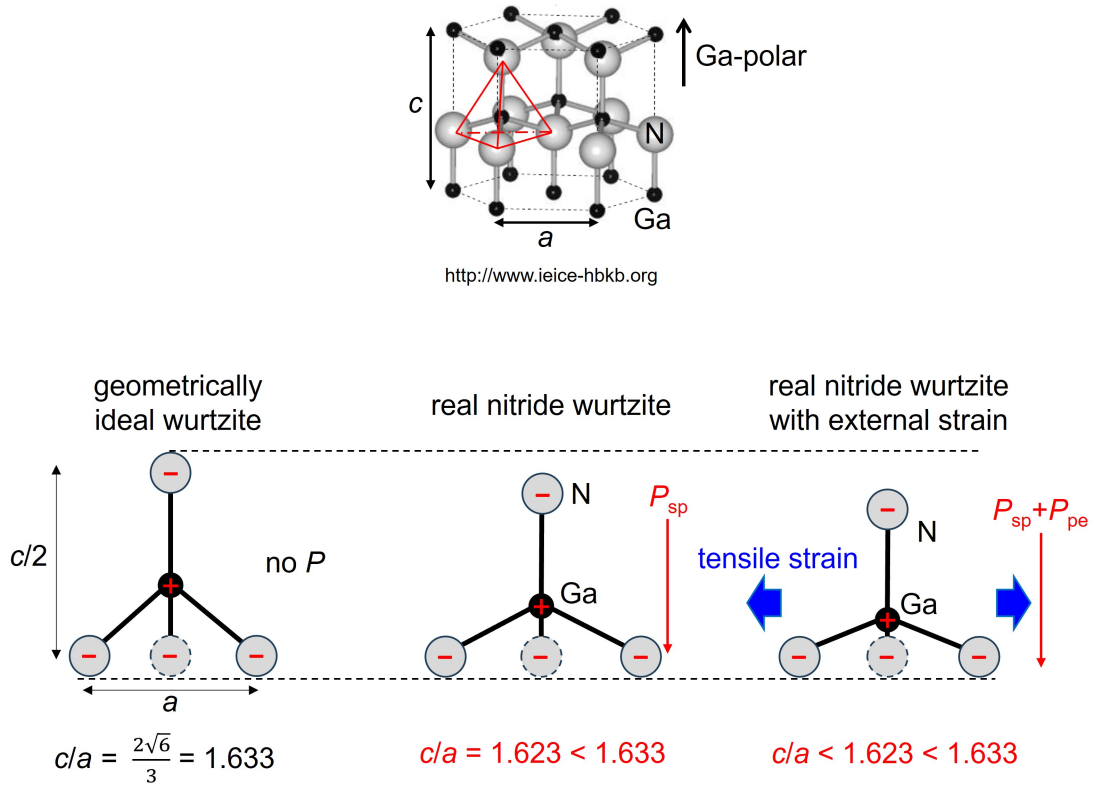 Ga-polar
c
N
Ga
a
http://www.ieice-hbkb.org
geometrically
ideal wurtzite
real nitride wurtzite
real nitride wurtzite
with external strain
−
c/2
+
no P
− − −
a
−
N
Psp
+
Ga
− − −
tensile strain
−
N
Psp+Ppe
+
Ga
− − −
c/a = 2√6/3 = 1.633
c/a = 1.623 < 1.633
c/a < 1.623 < 1.633